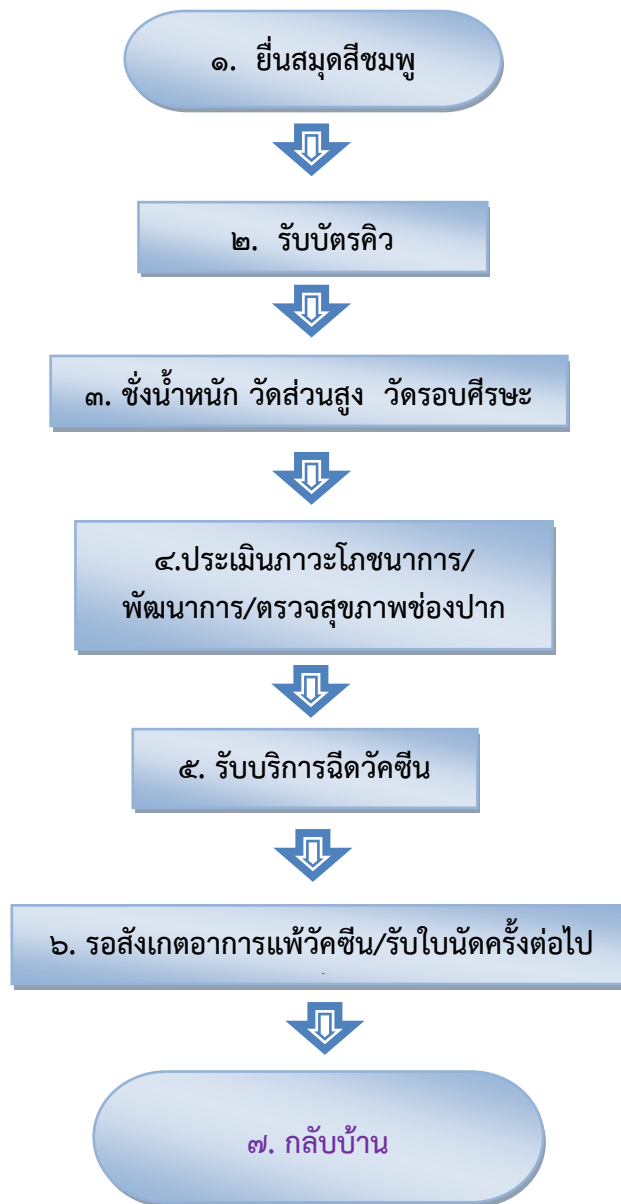 ๑. ยื่นสมุดสีชมพู
๒. รับบัตรคิว
๓. ชั่งน้ำหนัก วัดส่วนสูง วัดรอบศีรษะ
๔.ประเมินภาวะโภชนาการ/
พัฒนาการ/ตรวจสุขภาพช่องปาก
๕. รับบริการฉีดวัคซีน
๖. รอสังเกตอาการแพ้วัคซีน/รับใบนัดครั้งต่อไป
๗. กลับบ้าน